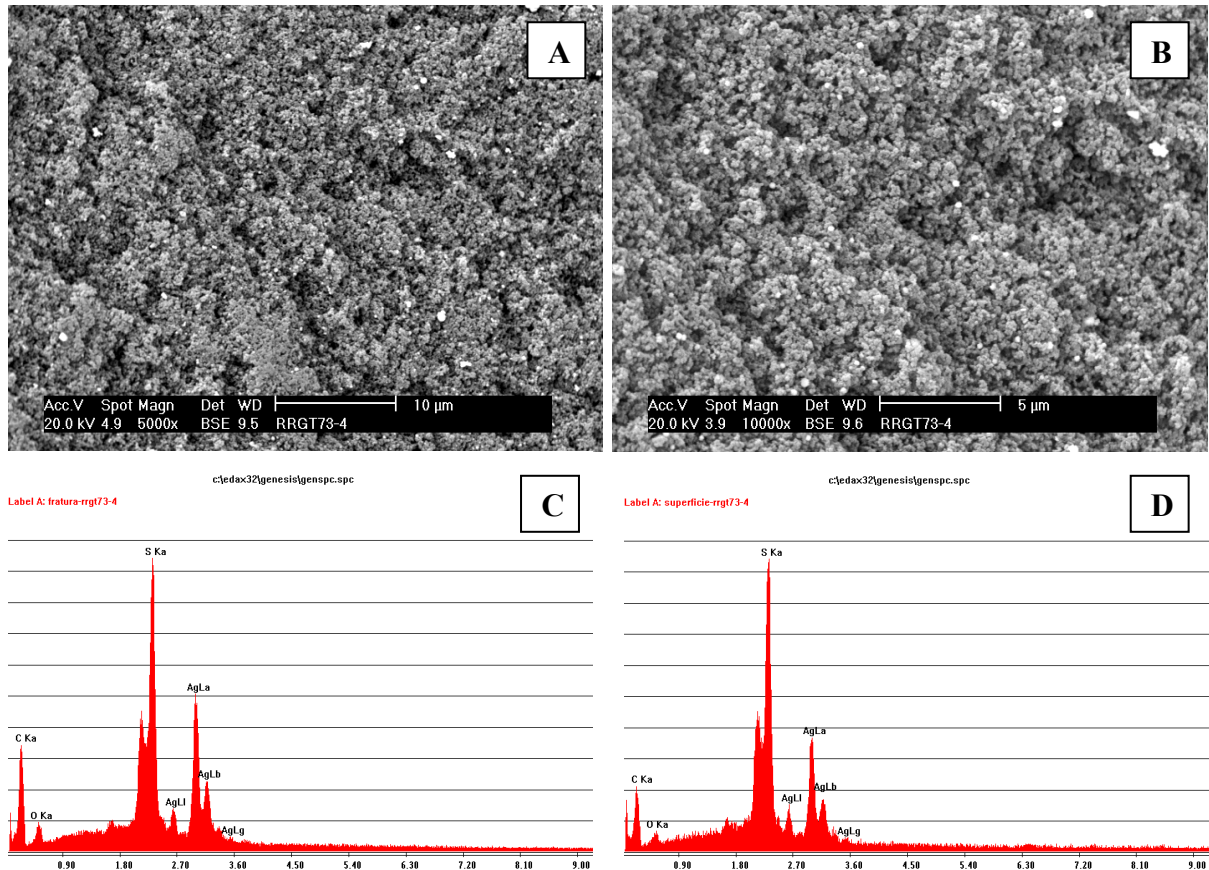 A
Acc.V Spot Magn Det WD 10 µm
20.0 kV 4.9 5000x BSE 9.5 RRGT73-4
B
Acc.V Spot Magn Det WD 5 µm
20.0 kV 3.9 10000x BSE 9.6 RRGT73-4
c:\edax32\genesis\genspc.spc
Label A: fratura-rrgt73-4
C
S Ka
AgLa
C Ka
AgLb
AgLl
O Ka
AgLg
0.90 1.80 2.70 3.60 4.50 5.40 6.30 7.20 8.10 9.00
c:\edax32\genesis\genspc.spc
Label A: superficie-rrgt73-4
D
S Ka
AgLa
C Ka
AgLb
AgLl
O Ka
AgLg
0.90 1.80 2.70 3.60 4.50 5.40 6.30 7.20 8.10 9.00